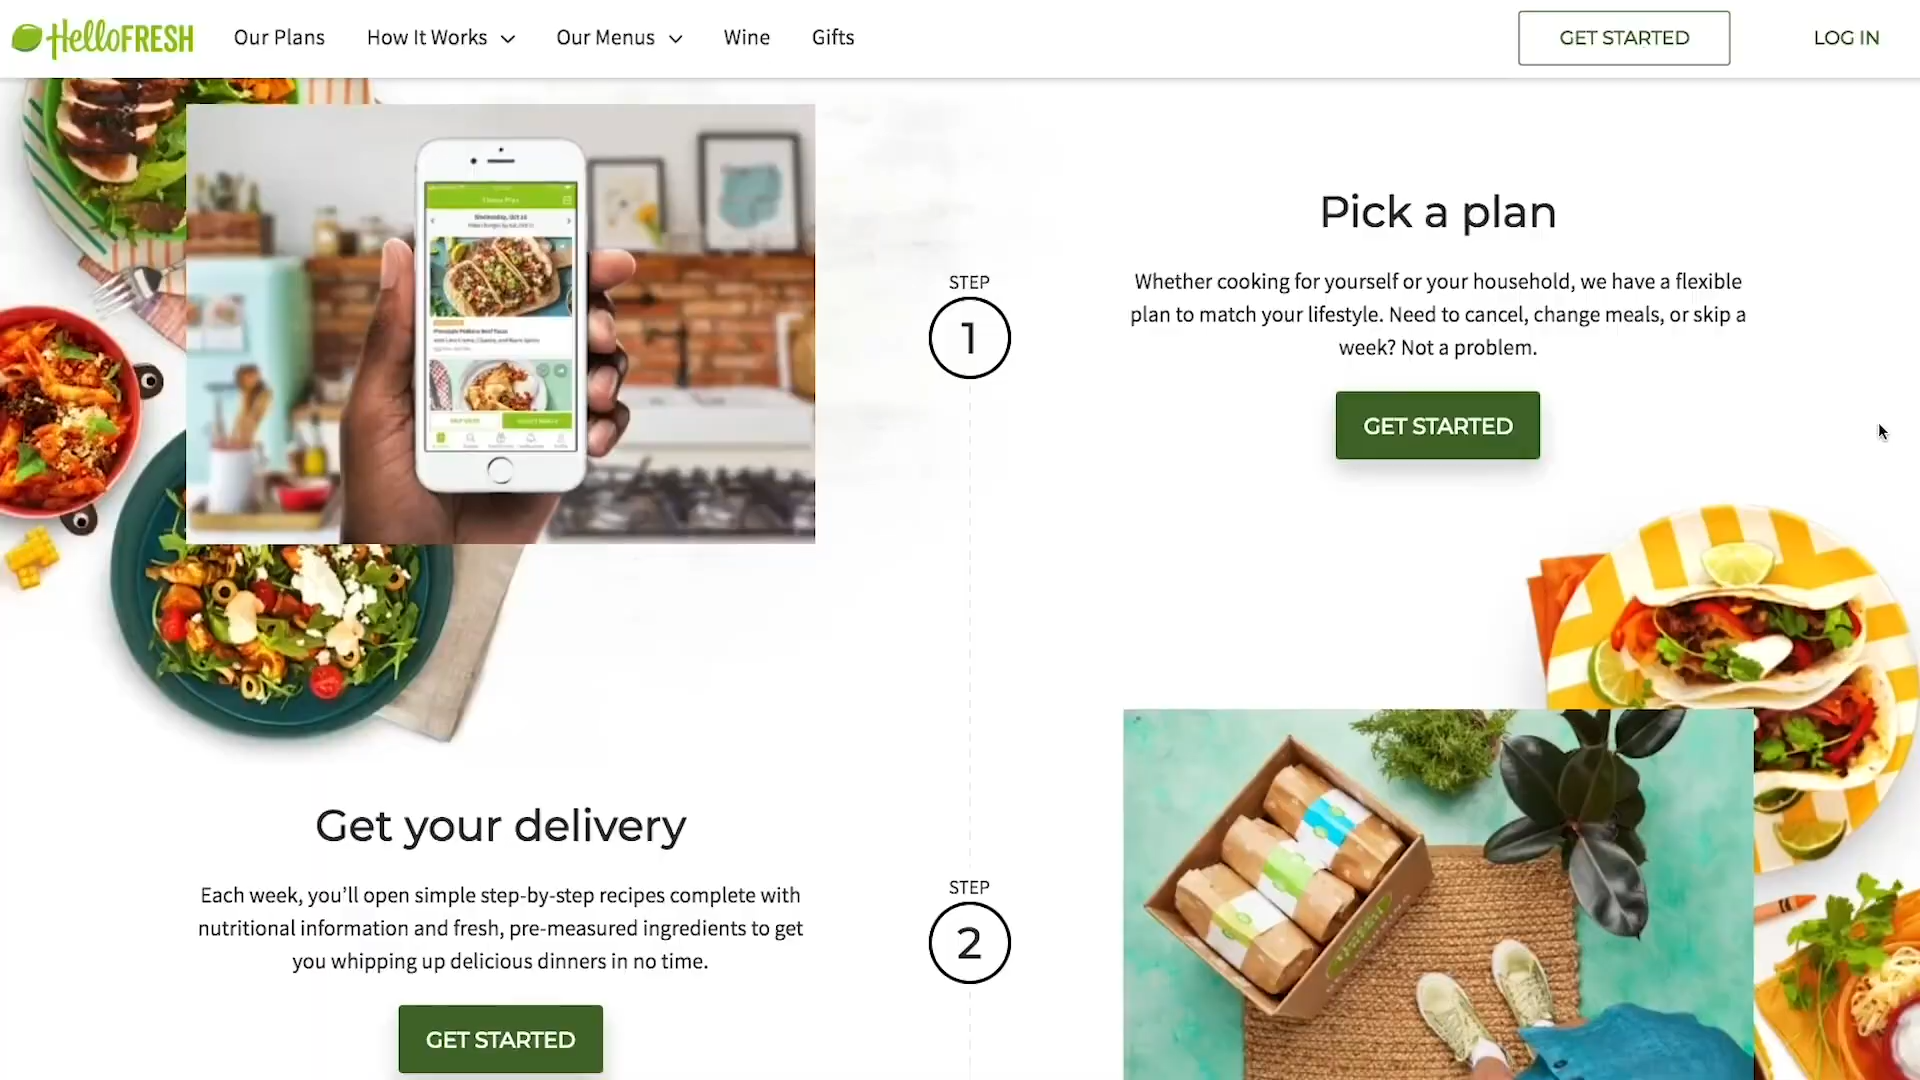 HelloFRESH
Our Plans
How It Works
Our Menus
Wine
Gifts
GET STARTED
LOG IN
Pick a plan
STEP
1
Whether cooking for yourself or your household, we have a flexible
plan to match your lifestyle. Need to cancel, change meals, or skip a
week? Not a problem.
GET STARTED
Get your delivery
STEP
2
Each week, you’ll open simple step-by-step recipes complete with
nutritional information and fresh, pre-measured ingredients to get
you whipping up delicious dinners in no time.
GET STARTED